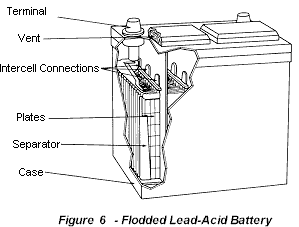 Terminal
Vent
Intercell Connections
Plates
Separator
Case
Figure 6 - Flodded Lead-Acid Battery